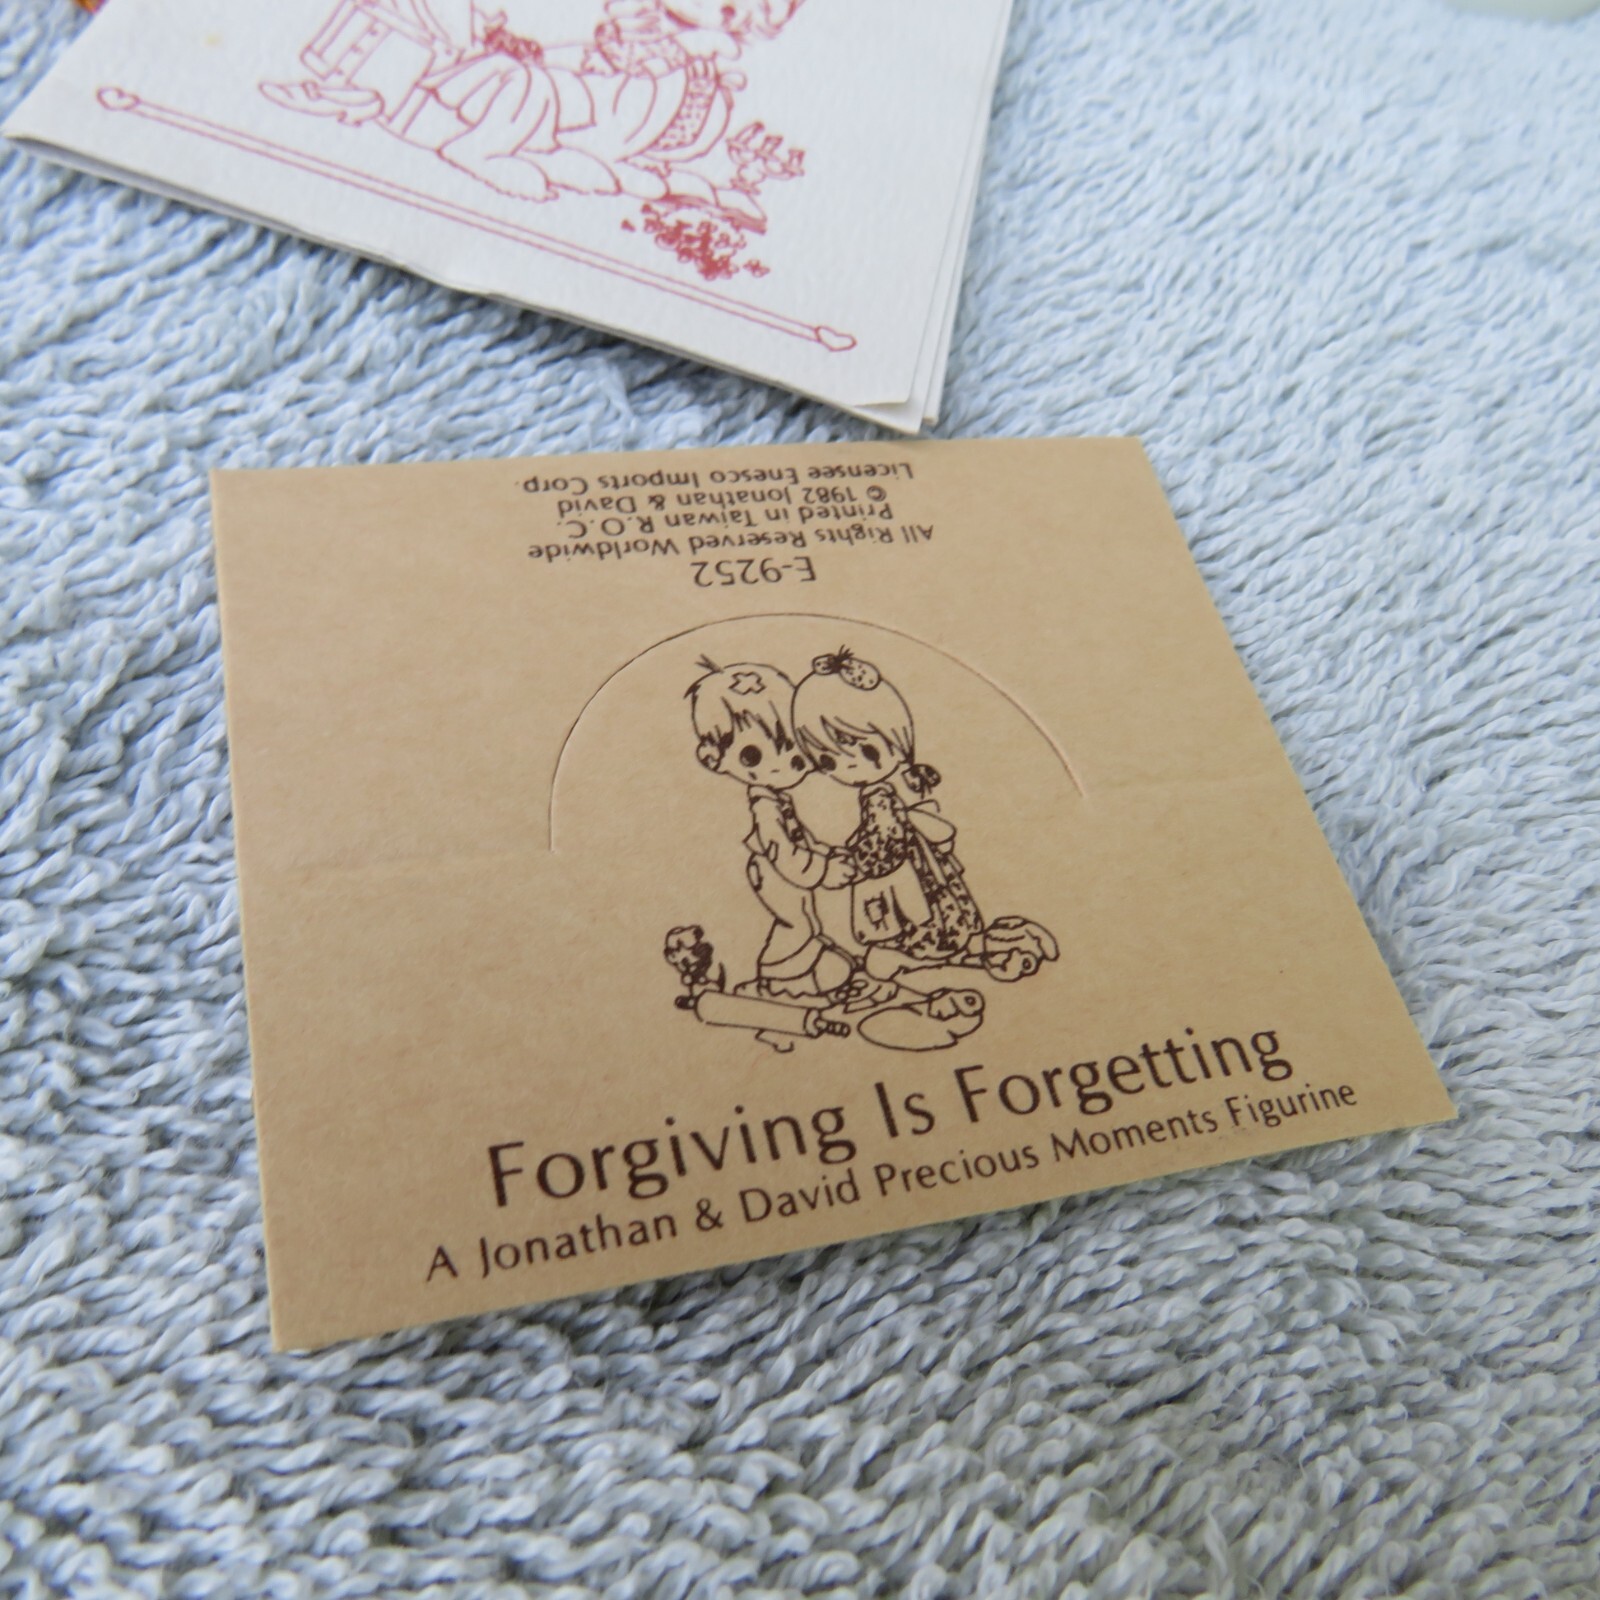 Licensee Enesco Imports Corp.
© 1982 Jonathan & David
Printed in Taiwan R.O.C.
All Rights Reserved Worldwide
E-9252
Forgiving Is Forgetting
A Jonathan & David Precious Moments Figurine